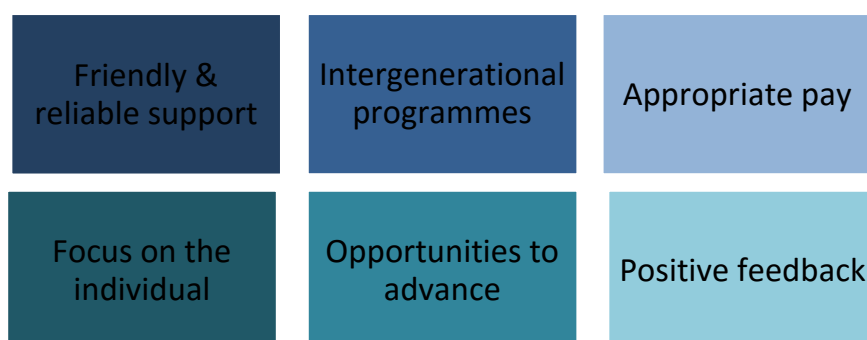 Friendly &
reliable support
Intergenerational
programmes
Appropriate pay
Focus on the
individual
Opportunities to
advance
Positive feedback